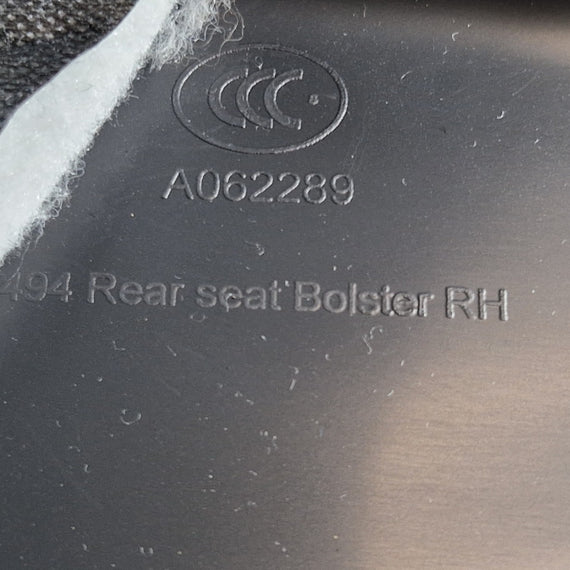 CCC
A062289
494 Rear seat Bolster RH